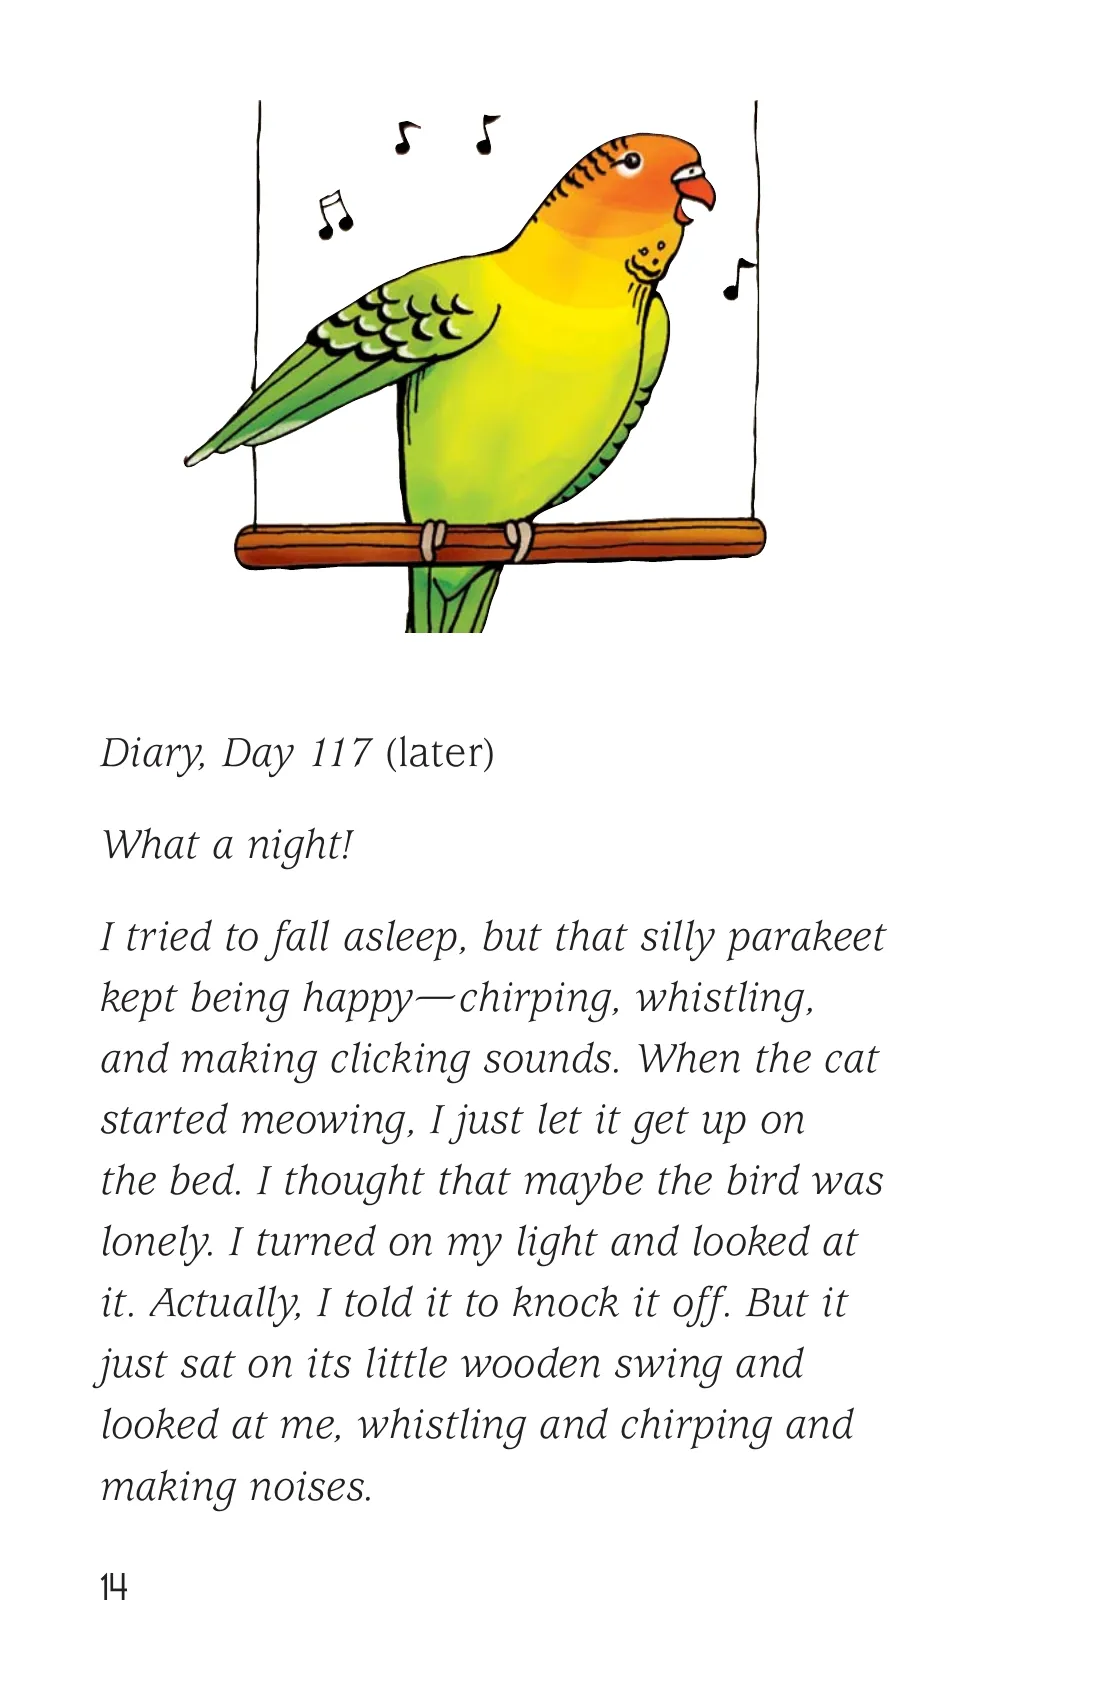 Diary, Day 117 (later)
What a night!
I tried to fall asleep, but that silly parakeet
kept being happy—chirping, whistling,
and making clicking sounds. When the cat
started meowing, I just let it get up on
the bed. I thought that maybe the bird was
lonely. I turned on my light and looked at
it. Actually, I told it to knock it off. But it
just sat on its little wooden swing and
looked at me, whistling and chirping and
making noises.
14